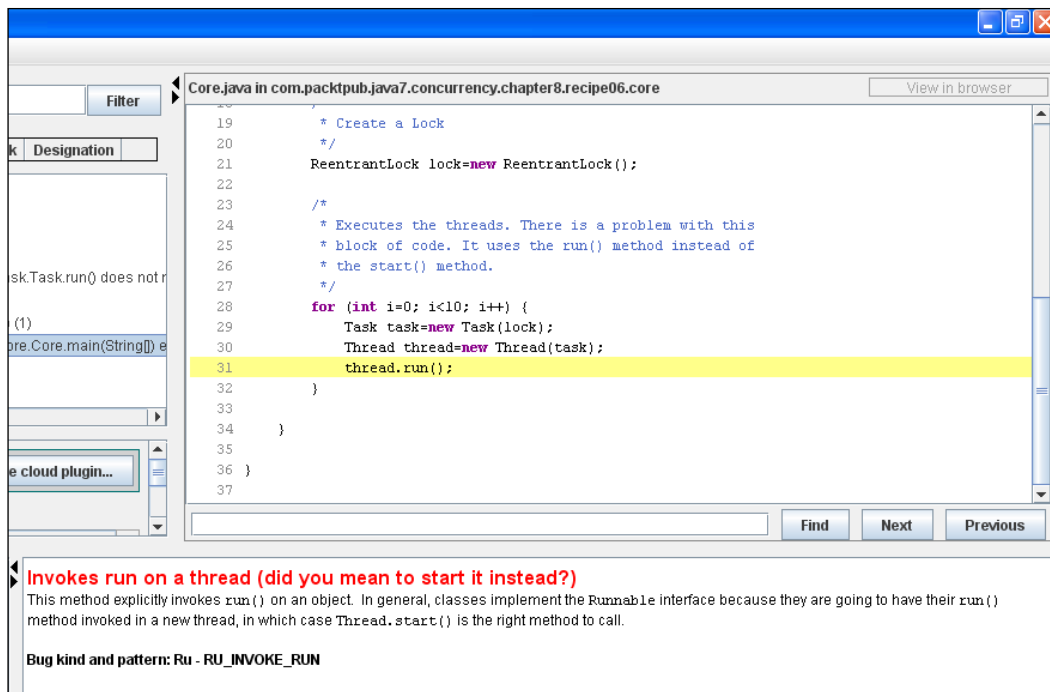 Filter
k Designation
sk.Task.run() does not r
(1)
ore.Core.main(String[]) e
e cloud plugin...
Core.java in com.packtpub.java7.concurrency.chapter8.recipe06.core
View in browser
19 * Create a Lock
20 */
21 ReentrantLock lock=new ReentrantLock();
22
23 /*
24 * Executes the threads. There is a problem with this
25 * block of code. It uses the run() method instead of
26 * the start() method.
27 */
28 for (int i=0; i<10; i++) {
29 Task task=new Task(lock);
30 Thread thread=new Thread(task);
31 thread.run();
32 }
33
34 }
35
36 }
37
Find Next Previous
Invokes run on a thread (did you mean to start it instead?)
This method explicitly invokes run() on an object. In general, classes implement the Runnable interface because they are going to have their run()
method invoked in a new thread, in which case Thread.start() is the right method to call.
Bug kind and pattern: Ru - RU_INVOKE_RUN